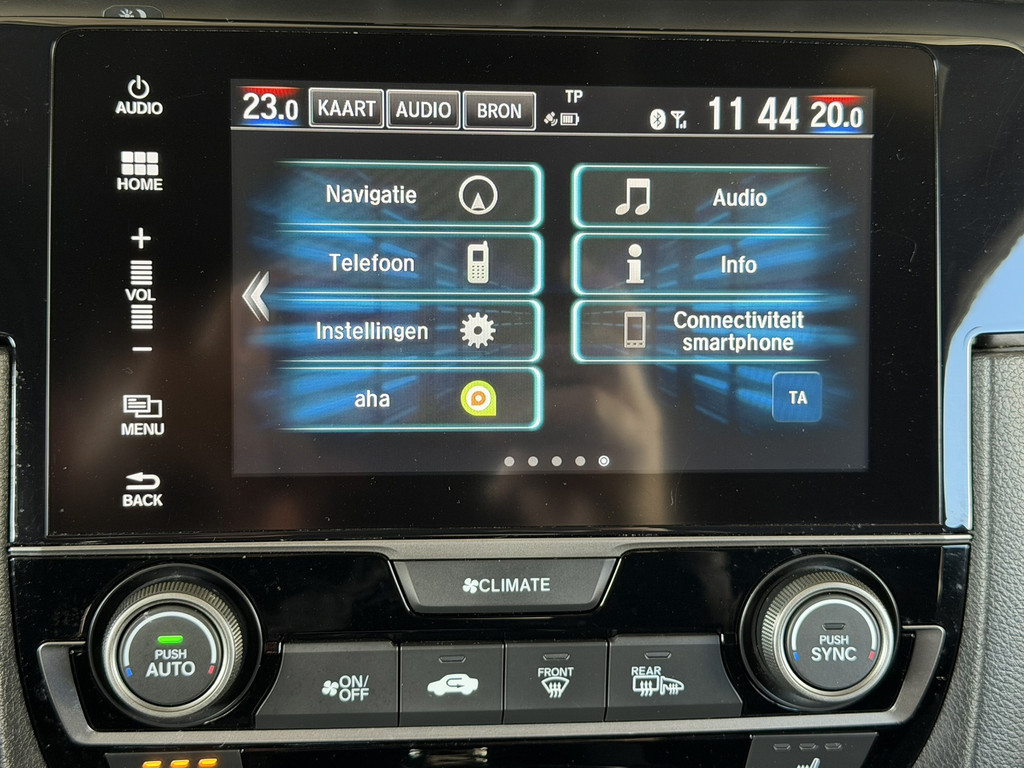 AUDIO
HOME
+
VOL
-
MENU
BACK
23.0 KAART AUDIO BRON TP 11 44 20.0
Navigatie
Audio
Telefoon
Info
Instellingen
Connectiviteit
smartphone
aha
TA
CLIMATE
PUSH
AUTO
ON/
OFF
FRONT
REAR
PUSH
SYNC